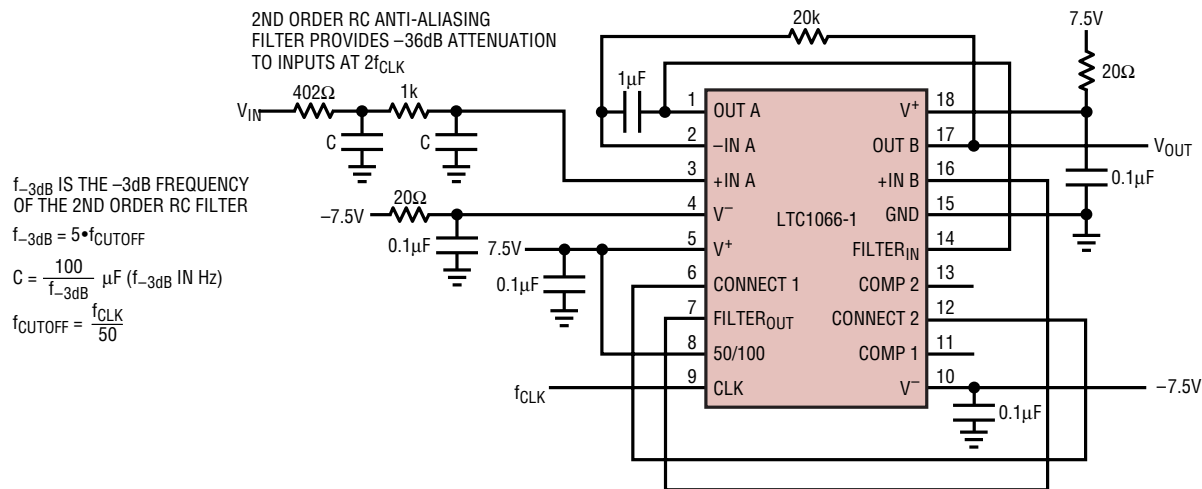 2ND ORDER RC ANTI-ALIASING
FILTER PROVIDES –36dB ATTENUATION
TO INPUTS AT 2fCLK
VIN
402Ω
1k
C
C
f–3dB IS THE –3dB FREQUENCY
OF THE 2ND ORDER RC FILTER
f–3dB = 5•fCUTOFF
C = 100/f–3dB µF (f–3dB IN Hz)
fCUTOFF = fCLK/50
20k
1µF
7.5V
20Ω
–7.5V
20Ω
0.1µF
7.5V
0.1µF
fCLK
LTC1066-1
1 OUT A
2 –IN A
3 +IN A
4 V–
5 V+
6 CONNECT 1
7 FILTEROUT
8 50/100
9 CLK
V+ 18
OUT B 17
+IN B 16
GND 15
FILTERIN 14
COMP 2 13
CONNECT 2 12
COMP 1 11
V– 10
VOUT
0.1µF
–7.5V
0.1µF